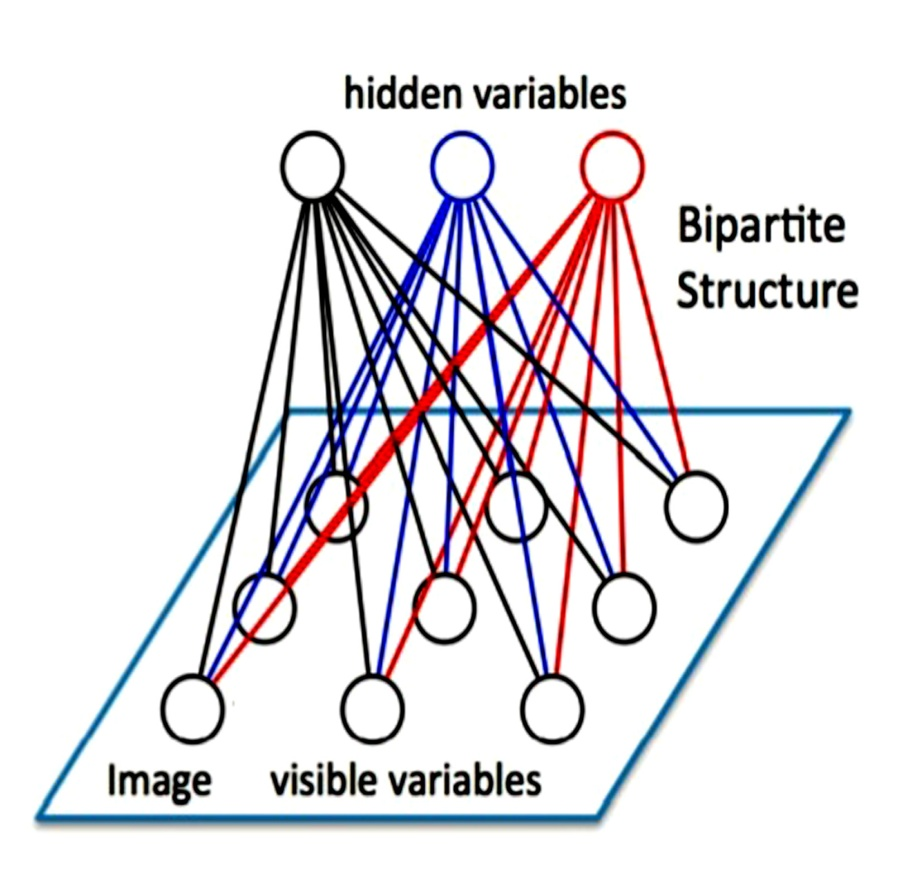 hidden variables
Bipartite
Structure
Image visible variables